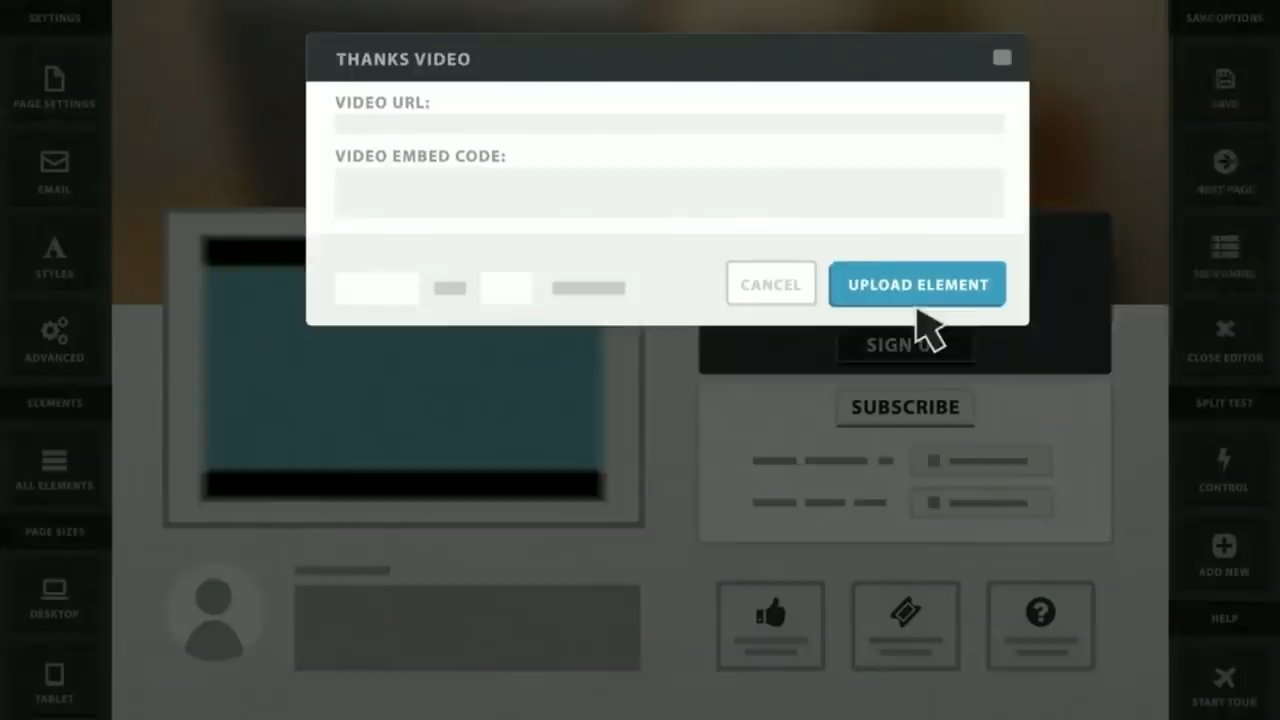 SETTINGS
PAGE SETTINGS
EMAIL
STYLES
ADVANCED
ELEMENTS
ALL ELEMENTS
PAGE SIZES
DESKTOP
TABLET
THANKS VIDEO
VIDEO URL:
VIDEO EMBED CODE:
CANCEL
UPLOAD ELEMENT
SIGN
SUBSCRIBE
SAVE OPTIONS
SAVE
NEXT PAGE
CLOSE EDITOR
SPLIT TEST
CONTROL
ADD NEW
HELP
START TOUR